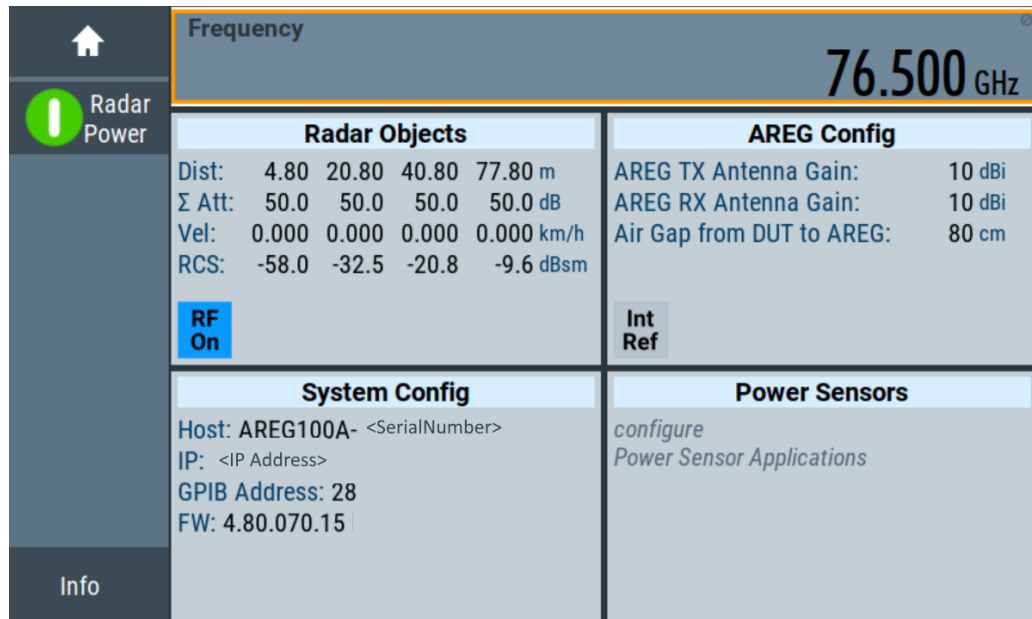 Frequency
76.500 GHz
Radar
Power
Radar Objects
Dist: 4.80 20.80 40.80 77.80 m
Σ Att: 50.0 50.0 50.0 50.0 dB
Vel: 0.000 0.000 0.000 0.000 km/h
RCS: -58.0 -32.5 -20.8 -9.6 dBsm
RF
On
AREG Config
AREG TX Antenna Gain: 10 dBi
AREG RX Antenna Gain: 10 dBi
Air Gap from DUT to AREG: 80 cm
Int
Ref
System Config
Host: AREG100A- <SerialNumber>
IP: <IP Address>
GPIB Address: 28
FW: 4.80.070.15
Power Sensors
configure
Power Sensor Applications
Info